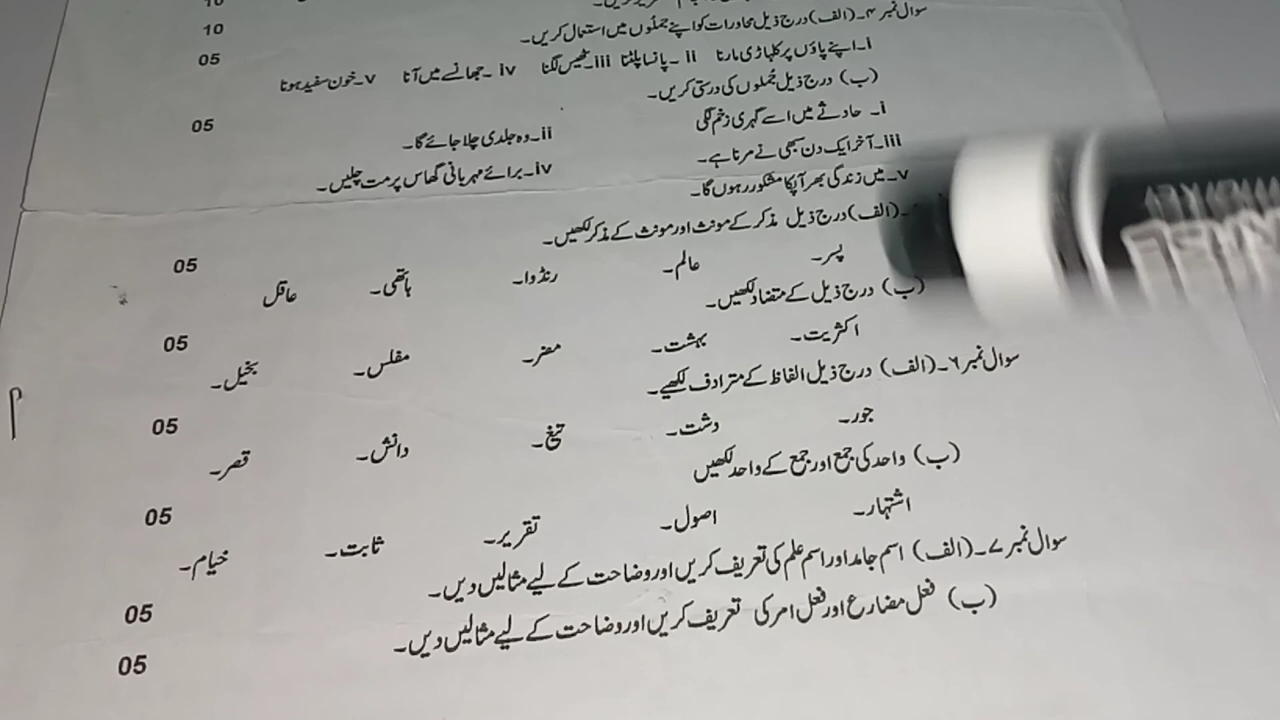 10
سوال نمبر ۴۔(الف) درج ذیل محاورات کو اپنے جملوں میں استعمال کریں۔ 10
i۔اپنے پاؤں پر کلہاڑی مارنا ii ۔پانسا پلٹنا iii۔ٹھیس لگنا iv ۔جھانسے میں آنا v۔خون سفید ہونا 05
(ب) درج ذیل جُملوں کی درستی کریں۔
i۔ حادثے میں اسے گہری زخم لگی ii۔وہ جلدی چلا جائے گا۔ 05
iii۔آخر ایک دن سبھی نے مرنا ہے۔ iv۔برائے مہربانی گھاس پر مت چلیں۔
v۔میں زندگی بھر آپکا مشکور رہوں گا۔
۔(الف) درج ذیل مذکر کے مونث اور مونث کے مذکر لکھیں۔
پسر۔ عالم۔ رنڈوا۔ ہاتھی۔ عاقل 05
(ب) درج ذیل کے متضاد لکھیں۔
اکثریت۔ بہشت۔ مضر۔ مفلس۔ بخیل۔ 05
سوال نمبر ۶۔(الف) درج ذیل الفاظ کے مترادف لکھیے۔
جور۔ دشت۔ تیغ۔ دانش۔ قصر۔ 05
(ب) واحد کی جمع اور جمع کے واحد لکھیں
اشتہار۔ اصول۔ تقریر۔ ثابت۔ خیام۔ 05
سوال نمبر ۷۔(الف) اسم جامد اور اسم علم کی تعریف کریں اور وضاحت کے لیے مثالیں دیں۔ 05
(ب) فعل مضارع اور فعل امر کی تعریف کریں اور وضاحت کے لیے مثالیں دیں۔ 05